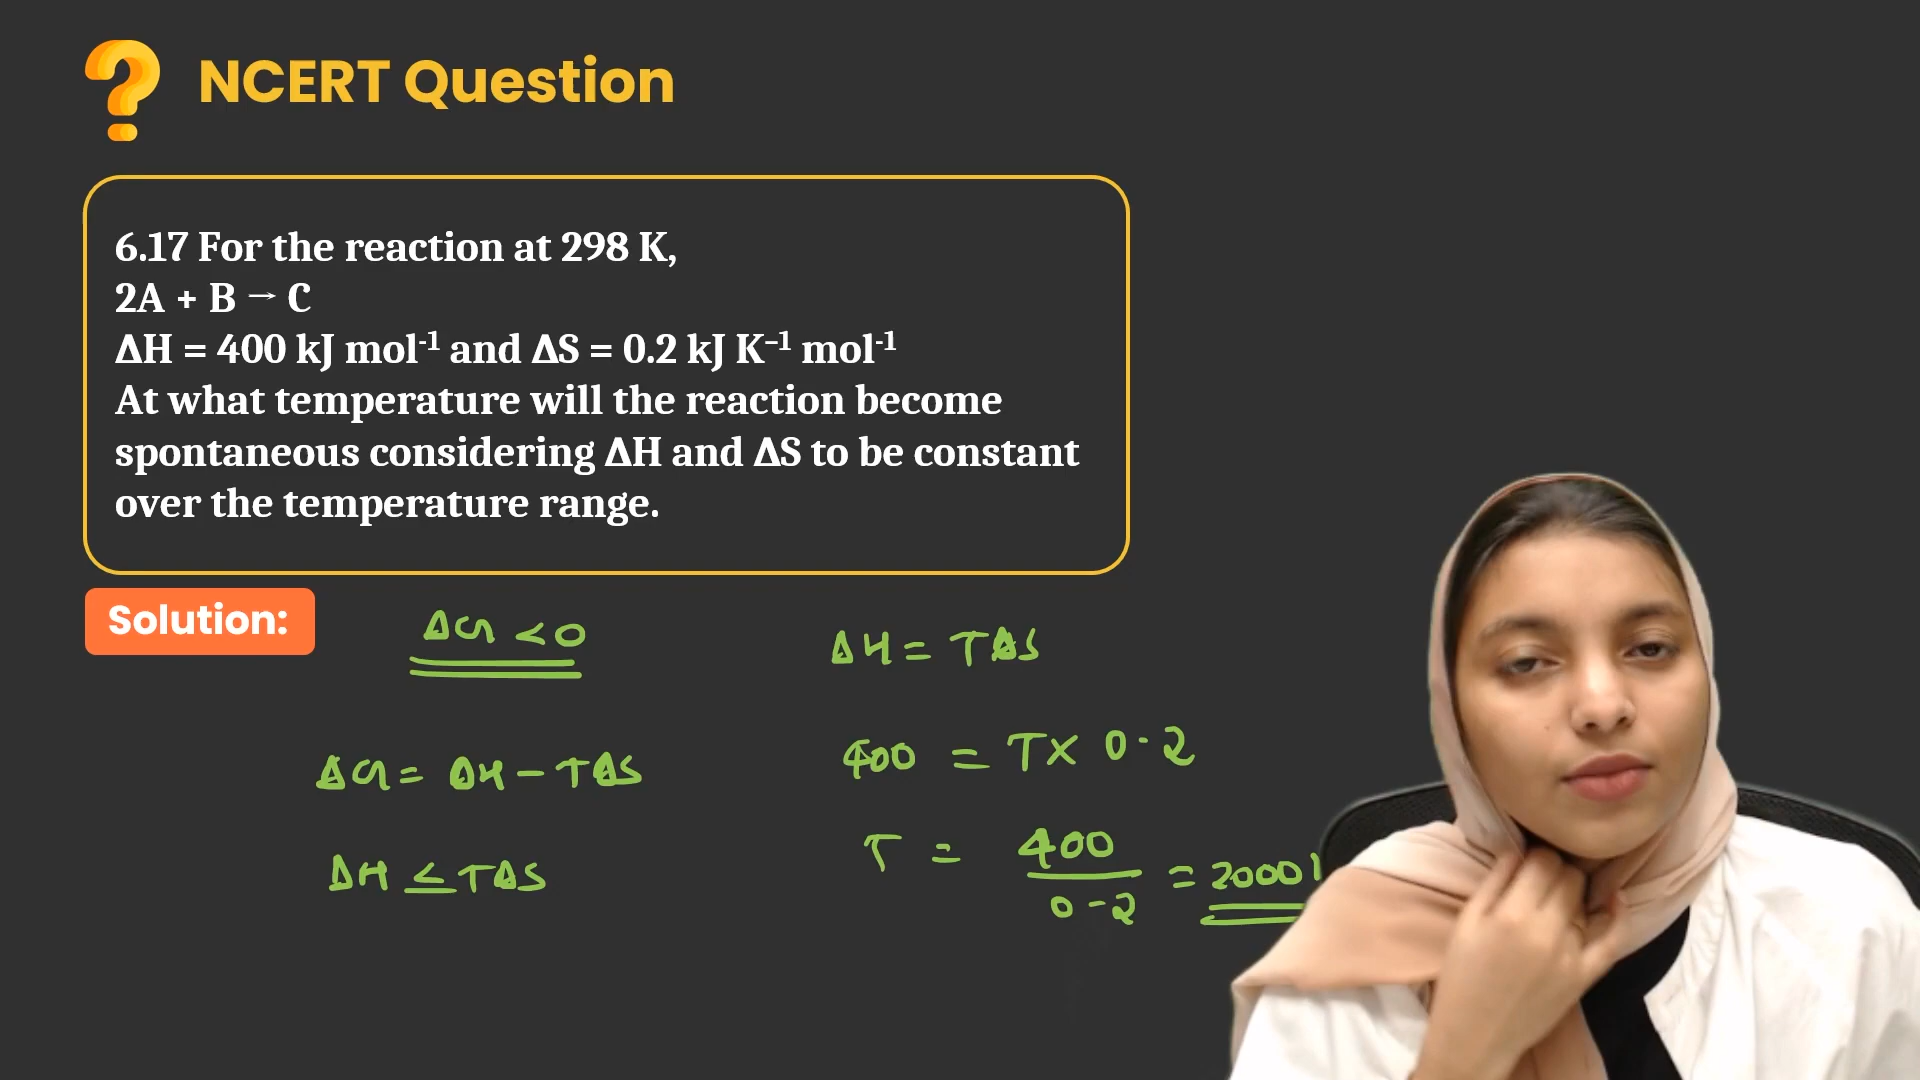 NCERT Question
6.17 For the reaction at 298 K,
2A + B → C
ΔH = 400 kJ mol⁻¹ and ΔS = 0.2 kJ K⁻¹ mol⁻¹
At what temperature will the reaction become
spontaneous considering ΔH and ΔS to be constant
over the temperature range.
Solution:
ΔG < 0
ΔG = ΔH - TΔS
ΔH ≤ TΔS
ΔH = TΔS
400 = T × 0.2
T = 400 / 0.2 = 2000